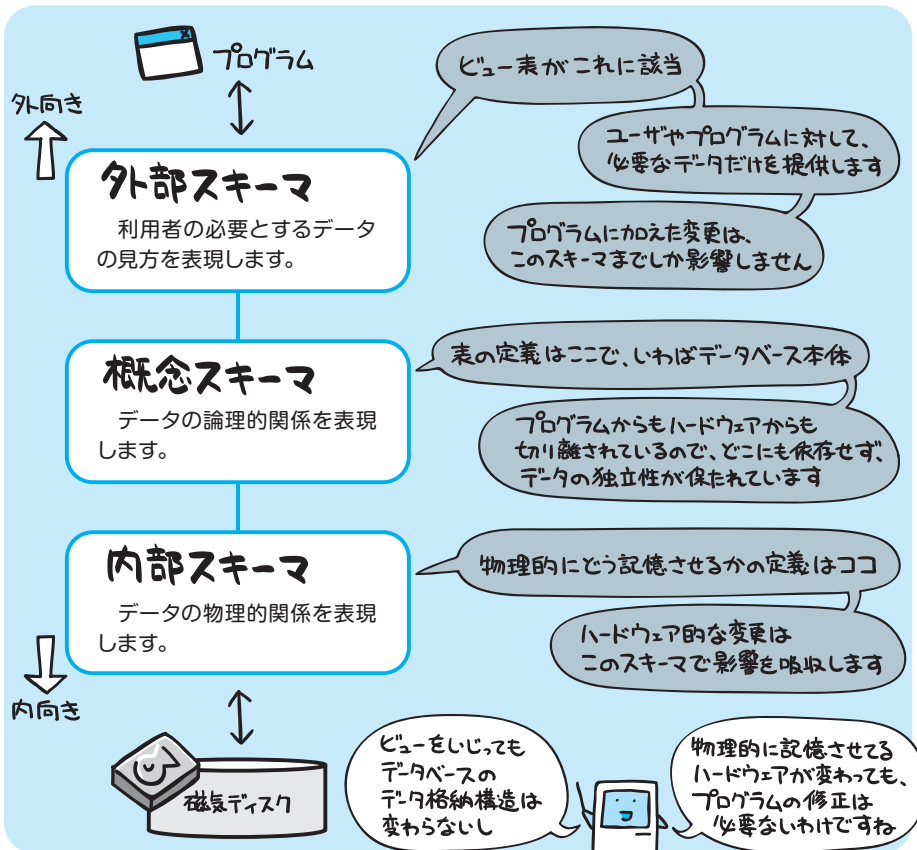 プログラム
外向き
ビュー表がこれに該当
ユーザやプログラムに対して、
必要なデータだけを提供します
プログラムに加えた変更は、
このスキーマまでしか影響しません
外部スキーマ
利用者の必要とするデータ
の見方を表現します。
表の定義はここで、いわばデータベース本体
プログラムからもハードウェアからも
切り離されているので、どこにも依存せず、
データの独立性が保たれています
概念スキーマ
データの論理的関係を表現
します。
物理的にどう記憶させるかの定義はココ
ハードウェア的な変更は
このスキーマで影響を吸収します
内部スキーマ
データの物理的関係を表現
します。
内向き
磁気ディスク
ビューをいじっても
データベースの
データ格納構造は
変わらないし
物理的に記憶させてる
ハードウェアが変わっても、
プログラムの修正は
必要ないわけですね